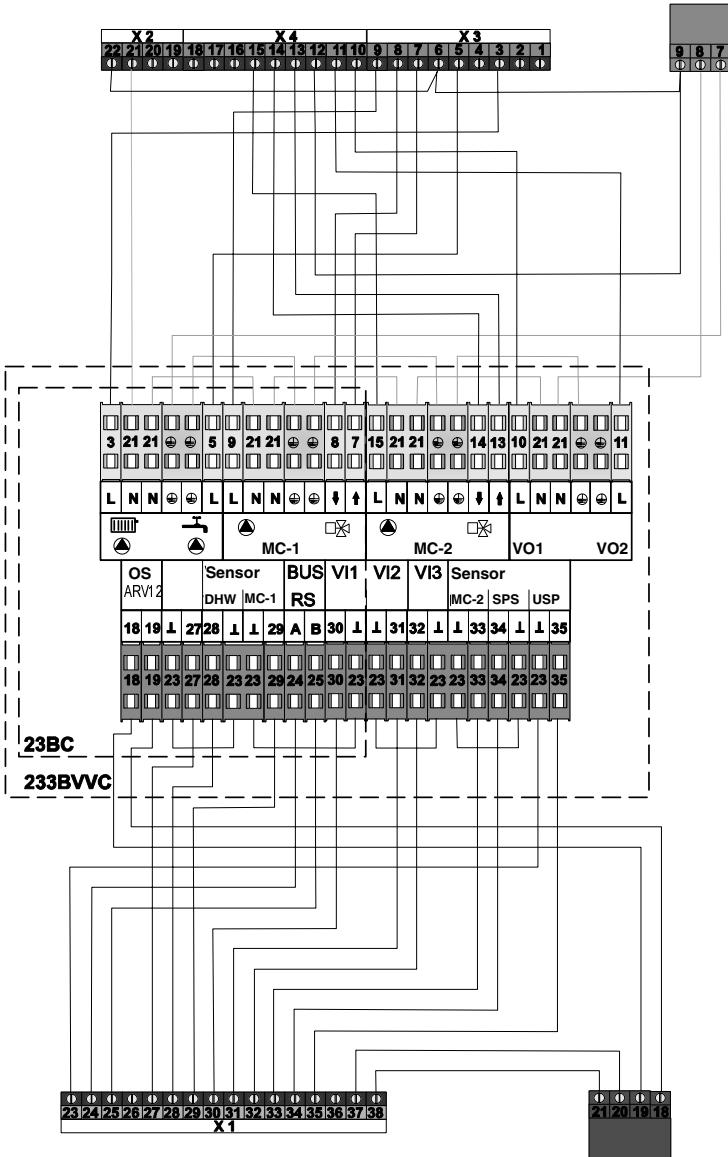 X 2 X 4 X 3
22 21 20 19 18 17 16 15 14 13 12 11 10 9 8 7 6 5 4 3 2 1
9 8 7
3 21 21 5 9 21 21 8 7 15 21 21 14 13 10 21 21 11
L N N L L N N L N N L N N L
MC-1 MC-2 VO1 VO2
OS Sensor BUS VI1 VI2 VI3 Sensor
ARV12 DHW MC-1 RS MC-2 SPS USP
18 19 ⊥ 27 28 ⊥ ⊥ 29 A B 30 ⊥ ⊥ 31 32 ⊥ ⊥ 33 34 ⊥ ⊥ 35
18 19 23 27 28 23 23 29 24 25 30 23 23 31 32 23 23 33 34 23 23 35
23BC
233BVVC
23 24 25 26 27 28 29 30 31 32 33 34 35 36 37 38
X 1
21 20 19 18